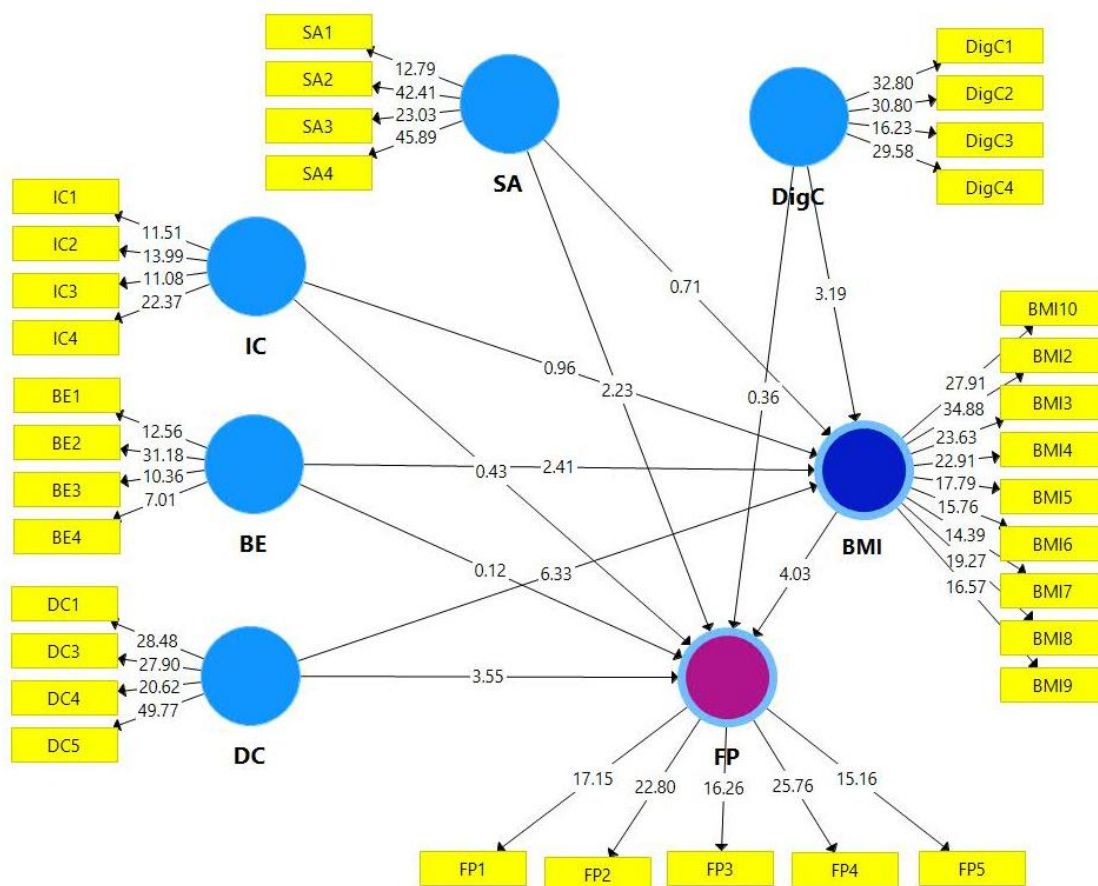 SA1
SA2
SA3
SA4
12.79
42.41
23.03
45.89
SA
DigC1
DigC2
DigC3
DigC4
32.80
30.80
16.23
29.58
DigC
IC1
IC2
IC3
IC4
11.51
13.99
11.08
22.37
IC
BE1
BE2
BE3
BE4
12.56
31.18
10.36
7.01
BE
DC1
DC3
DC4
DC5
28.48
27.90
20.62
49.77
DC
0.71
3.19
0.96
2.23
0.36
0.43
2.41
0.12
6.33
4.03
3.55
BMI
27.91
34.88
23.63
22.91
17.79
15.76
14.39
19.27
16.57
BMI10
BMI2
BMI3
BMI4
BMI5
BMI6
BMI7
BMI8
BMI9
FP
17.15
22.80
16.26
25.76
15.16
FP1
FP2
FP3
FP4
FP5